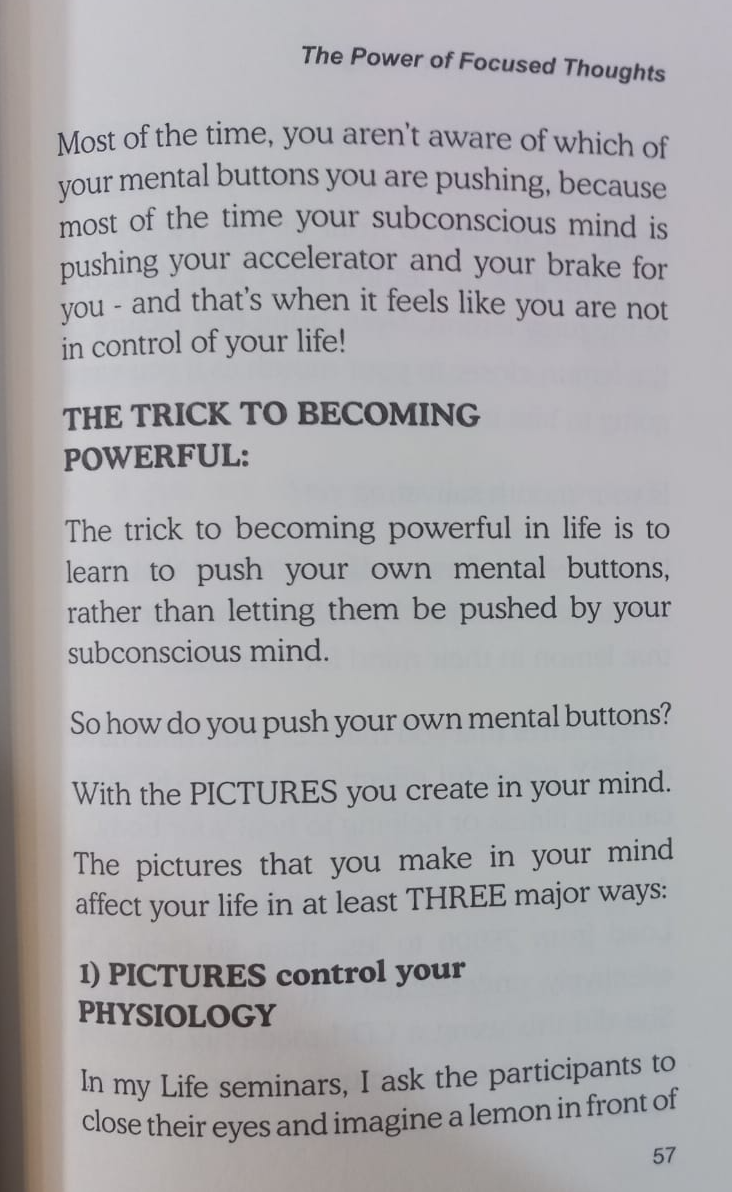 The Power of Focused Thoughts
Most of the time, you aren't aware of which of
your mental buttons you are pushing, because
most of the time your subconscious mind is
pushing your accelerator and your brake for
you - and that's when it feels like you are not
in control of your life!
THE TRICK TO BECOMING
POWERFUL:
The trick to becoming powerful in life is to
learn to push your own mental buttons,
rather than letting them be pushed by your
subconscious mind.
So how do you push your own mental buttons?
With the PICTURES you create in your mind.
The pictures that you make in your mind
affect your life in at least THREE major ways:
1) PICTURES control your
PHYSIOLOGY
In my Life seminars, I ask the participants to
close their eyes and imagine a lemon in front of
57